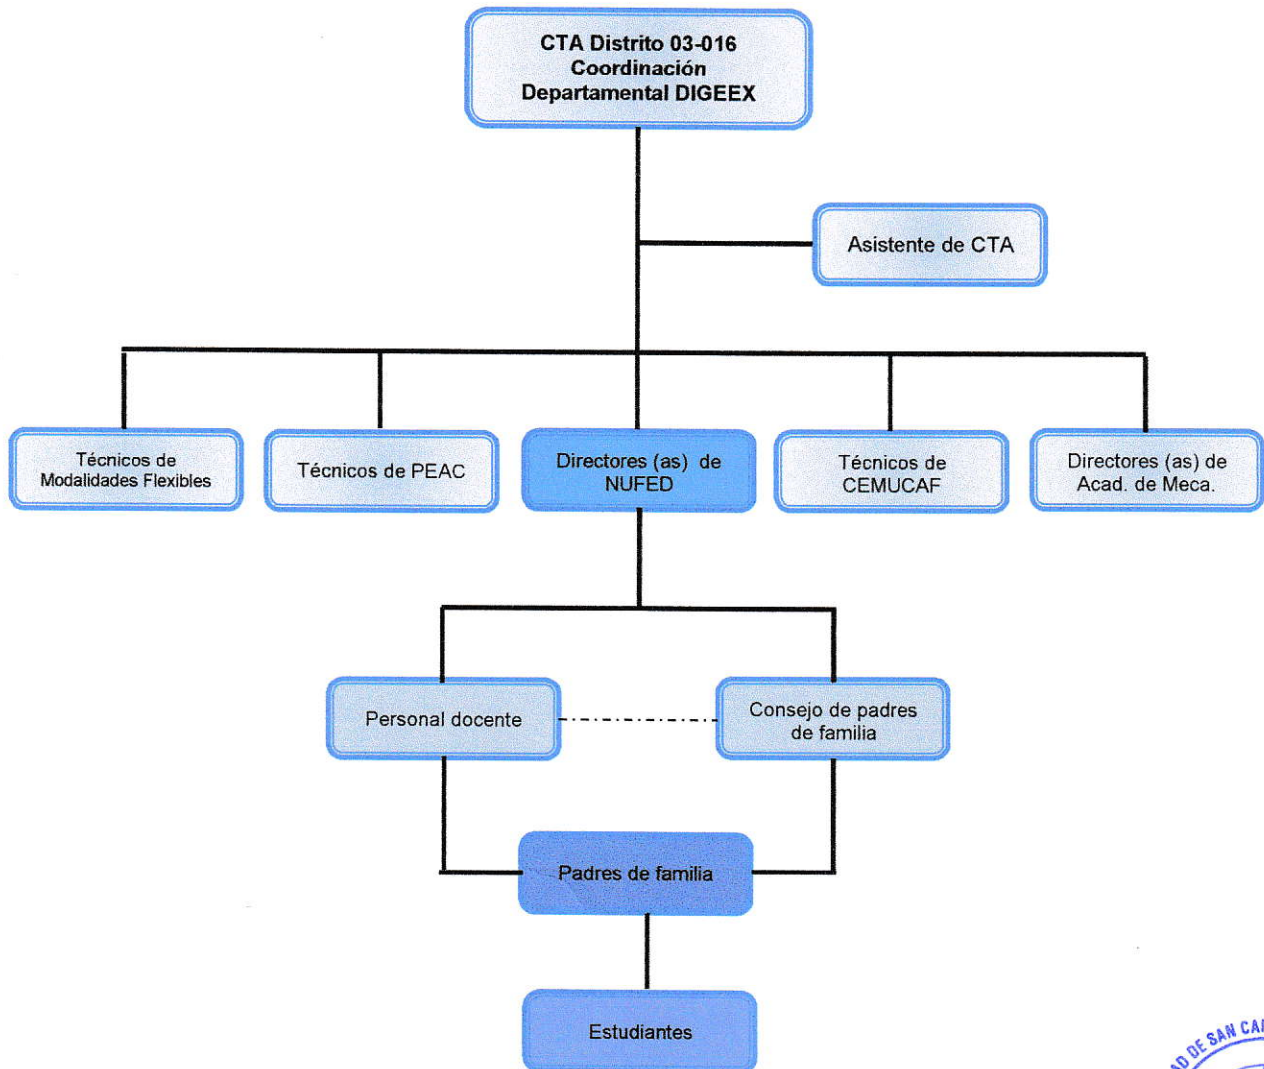 CTA Distrito 03-016
Coordinación
Departamental DIGEEX
Asistente de CTA
Técnicos de
Modalidades Flexibles
Técnicos de PEAC
Directores (as) de
NUFED
Técnicos de
CEMUCAF
Directores (as) de
Acad. de Meca.
Personal docente
Consejo de padres
de familia
Padres de familia
Estudiantes
DE SAN